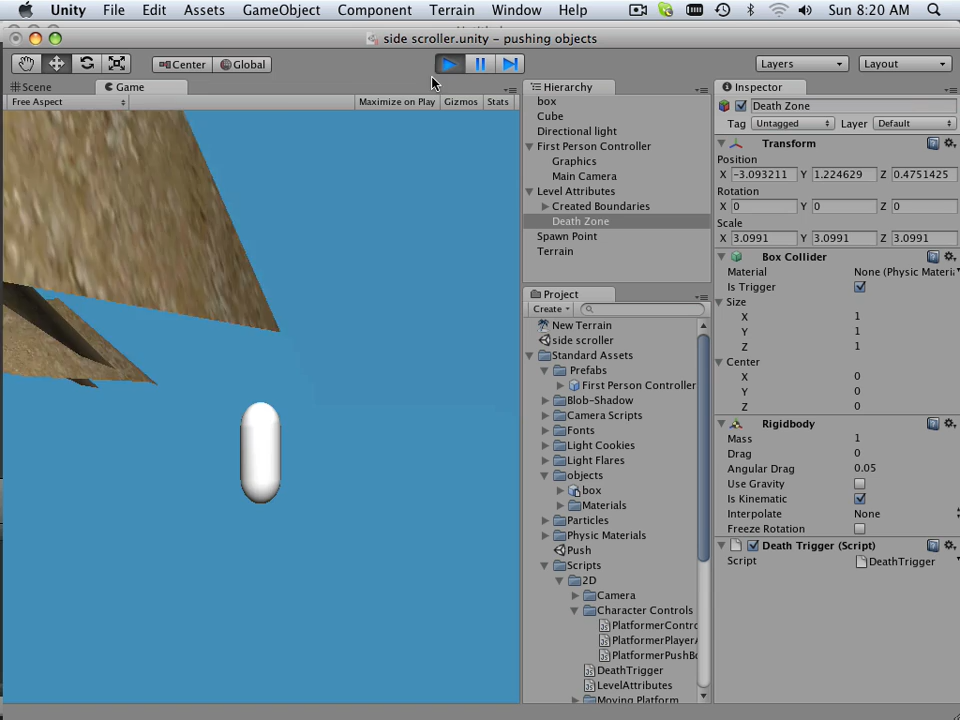 Unity File Edit Assets GameObject Component Terrain Window Help Sun 8:20 AM
side scroller.unity – pushing objects
Center Global Layers Layout
Scene Game
Free Aspect Maximize on Play Gizmos Stats
Hierarchy
box
Cube
Directional light
First Person Controller
Graphics
Main Camera
Level Attributes
Created Boundaries
Death Zone
Spawn Point
Terrain
Project
Create
New Terrain
side scroller
Standard Assets
Prefabs
First Person Controller
Blob-Shadow
Camera Scripts
Fonts
Light Cookies
Light Flares
objects
box
Materials
Particles
Physic Materials
Push
Scripts
2D
Camera
Character Controls
PlatformerContro
PlatformerPlayerA
PlatformerPushBo
DeathTrigger
LevelAttributes
Moving Platform
Inspector
Death Zone
Tag Untagged Layer Default
Transform
Position
X -3.093211 Y 1.224629 Z 0.4751425
Rotation
X 0 Y 0 Z 0
Scale
X 3.0991 Y 3.0991 Z 3.0991
Box Collider
Material None (Physic Materi
Is Trigger
Size
X 1
Y 1
Z 1
Center
X 0
Y 0
Z 0
Rigidbody
Mass 1
Drag 0
Angular Drag 0.05
Use Gravity
Is Kinematic
Interpolate None
Freeze Rotation
Death Trigger (Script)
Script DeathTrigger